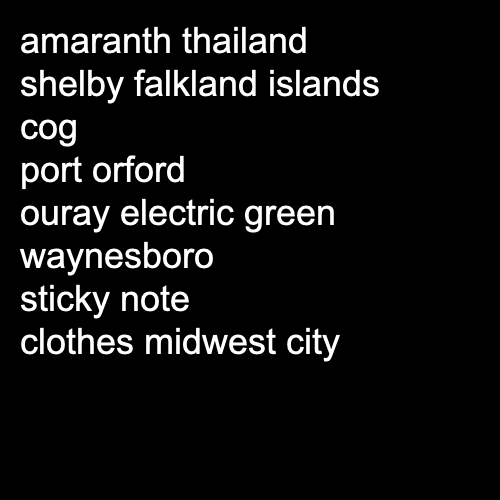 amaranth thailand
shelby falkland islands
cog
port orford
ouray electric green
waynesboro
sticky note
clothes midwest city